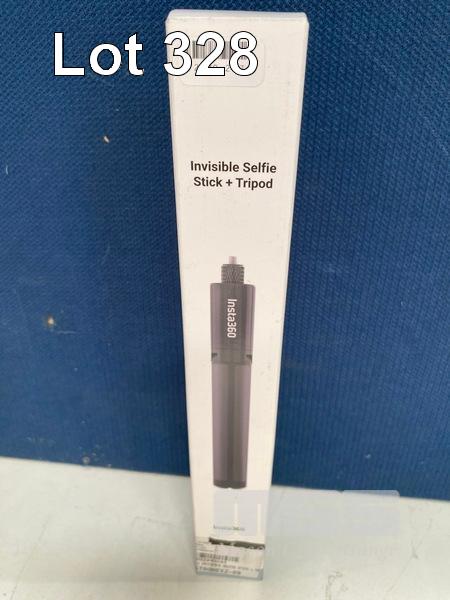 Lot 328
Invisible Selfie
Stick + Tripod
Insta360
Insta360